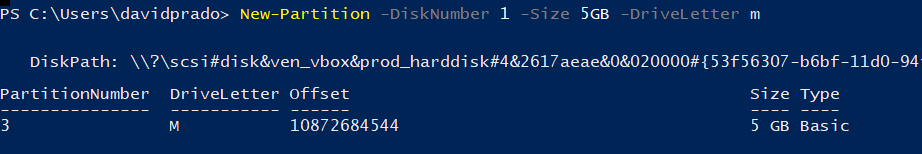 PS C:\Users\davidprado> New-Partition -DiskNumber 1 -Size 5GB -DriveLetter m
DiskPath: \\?\scsi#disk&ven_vbox&prod_harddisk#4&2617aeae&0&020000#{53f56307-b6bf-11d0-94
PartitionNumber DriveLetter Offset Size Type
--------------- ----------- ------ ---- ----
3 M 10872684544 5 GB Basic